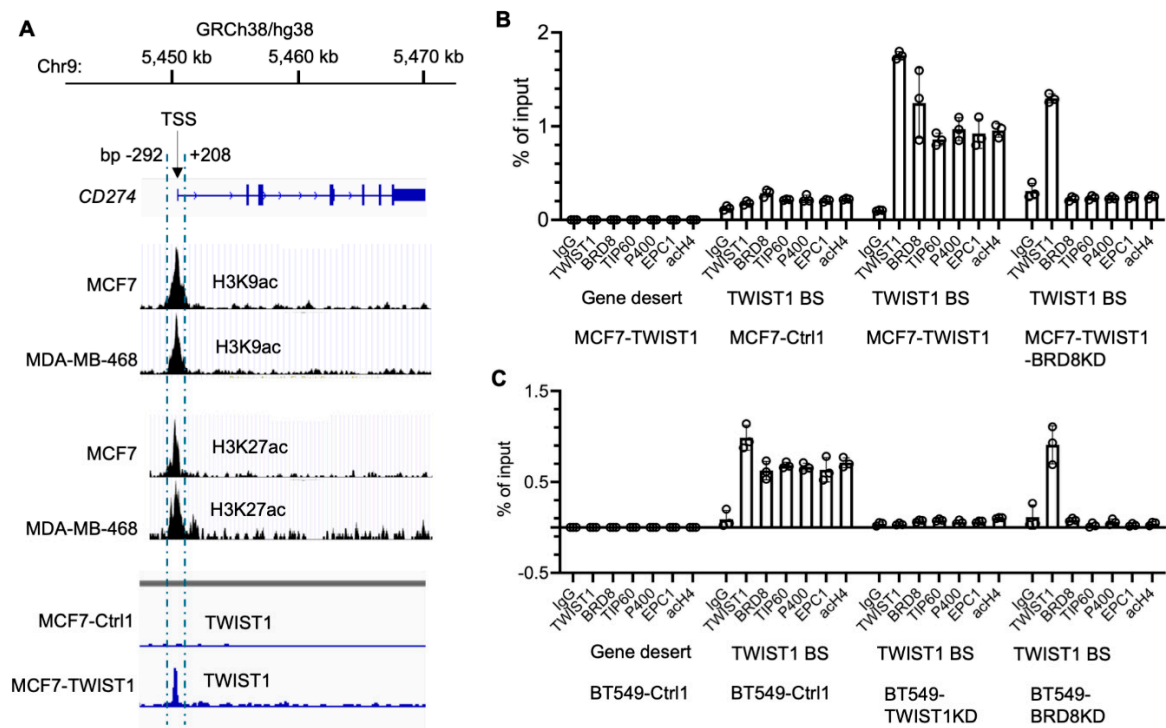 A
GRCh38/hg38
Chr9:
5,450 kb 5,460 kb 5,470 kb
TSS
bp -292 +208
CD274
MCF7 H3K9ac
MDA-MB-468 H3K9ac
MCF7 H3K27ac
MDA-MB-468 H3K27ac
MCF7-Ctrl1 TWIST1
MCF7-TWIST1 TWIST1
B
% of input
2
1
0
IgG TWIST1 BRD8 TIP60 P400 EPC1 acH4 IgG TWIST1 BRD8 TIP60 P400 EPC1 acH4 IgG TWIST1 BRD8 TIP60 P400 EPC1 acH4 IgG TWIST1 BRD8 TIP60 P400 EPC1 acH4
Gene desert TWIST1 BS TWIST1 BS TWIST1 BS
MCF7-TWIST1 MCF7-Ctrl1 MCF7-TWIST1 MCF7-TWIST1
-BRD8KD
C
% of input
1.5
0.5
-0.5
IgG TWIST1 BRD8 TIP60 P400 EPC1 acH4 IgG TWIST1 BRD8 TIP60 P400 EPC1 acH4 IgG TWIST1 BRD8 TIP60 P400 EPC1 acH4 IgG TWIST1 BRD8 TIP60 P400 EPC1 acH4
Gene desert TWIST1 BS TWIST1 BS TWIST1 BS
BT549-Ctrl1 BT549-Ctrl1 BT549- BT549-
TWIST1KD BRD8KD